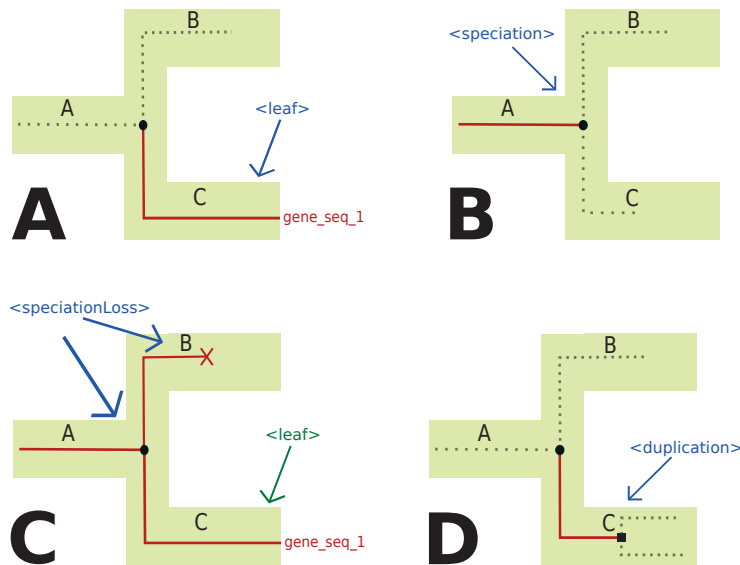 B
A
<leaf>
C
gene_seq_1
A
B
<speciation>
A
C
B
<speciationLoss>
B
A
<leaf>
C
gene_seq_1
C
B
A
<duplication>
C
D